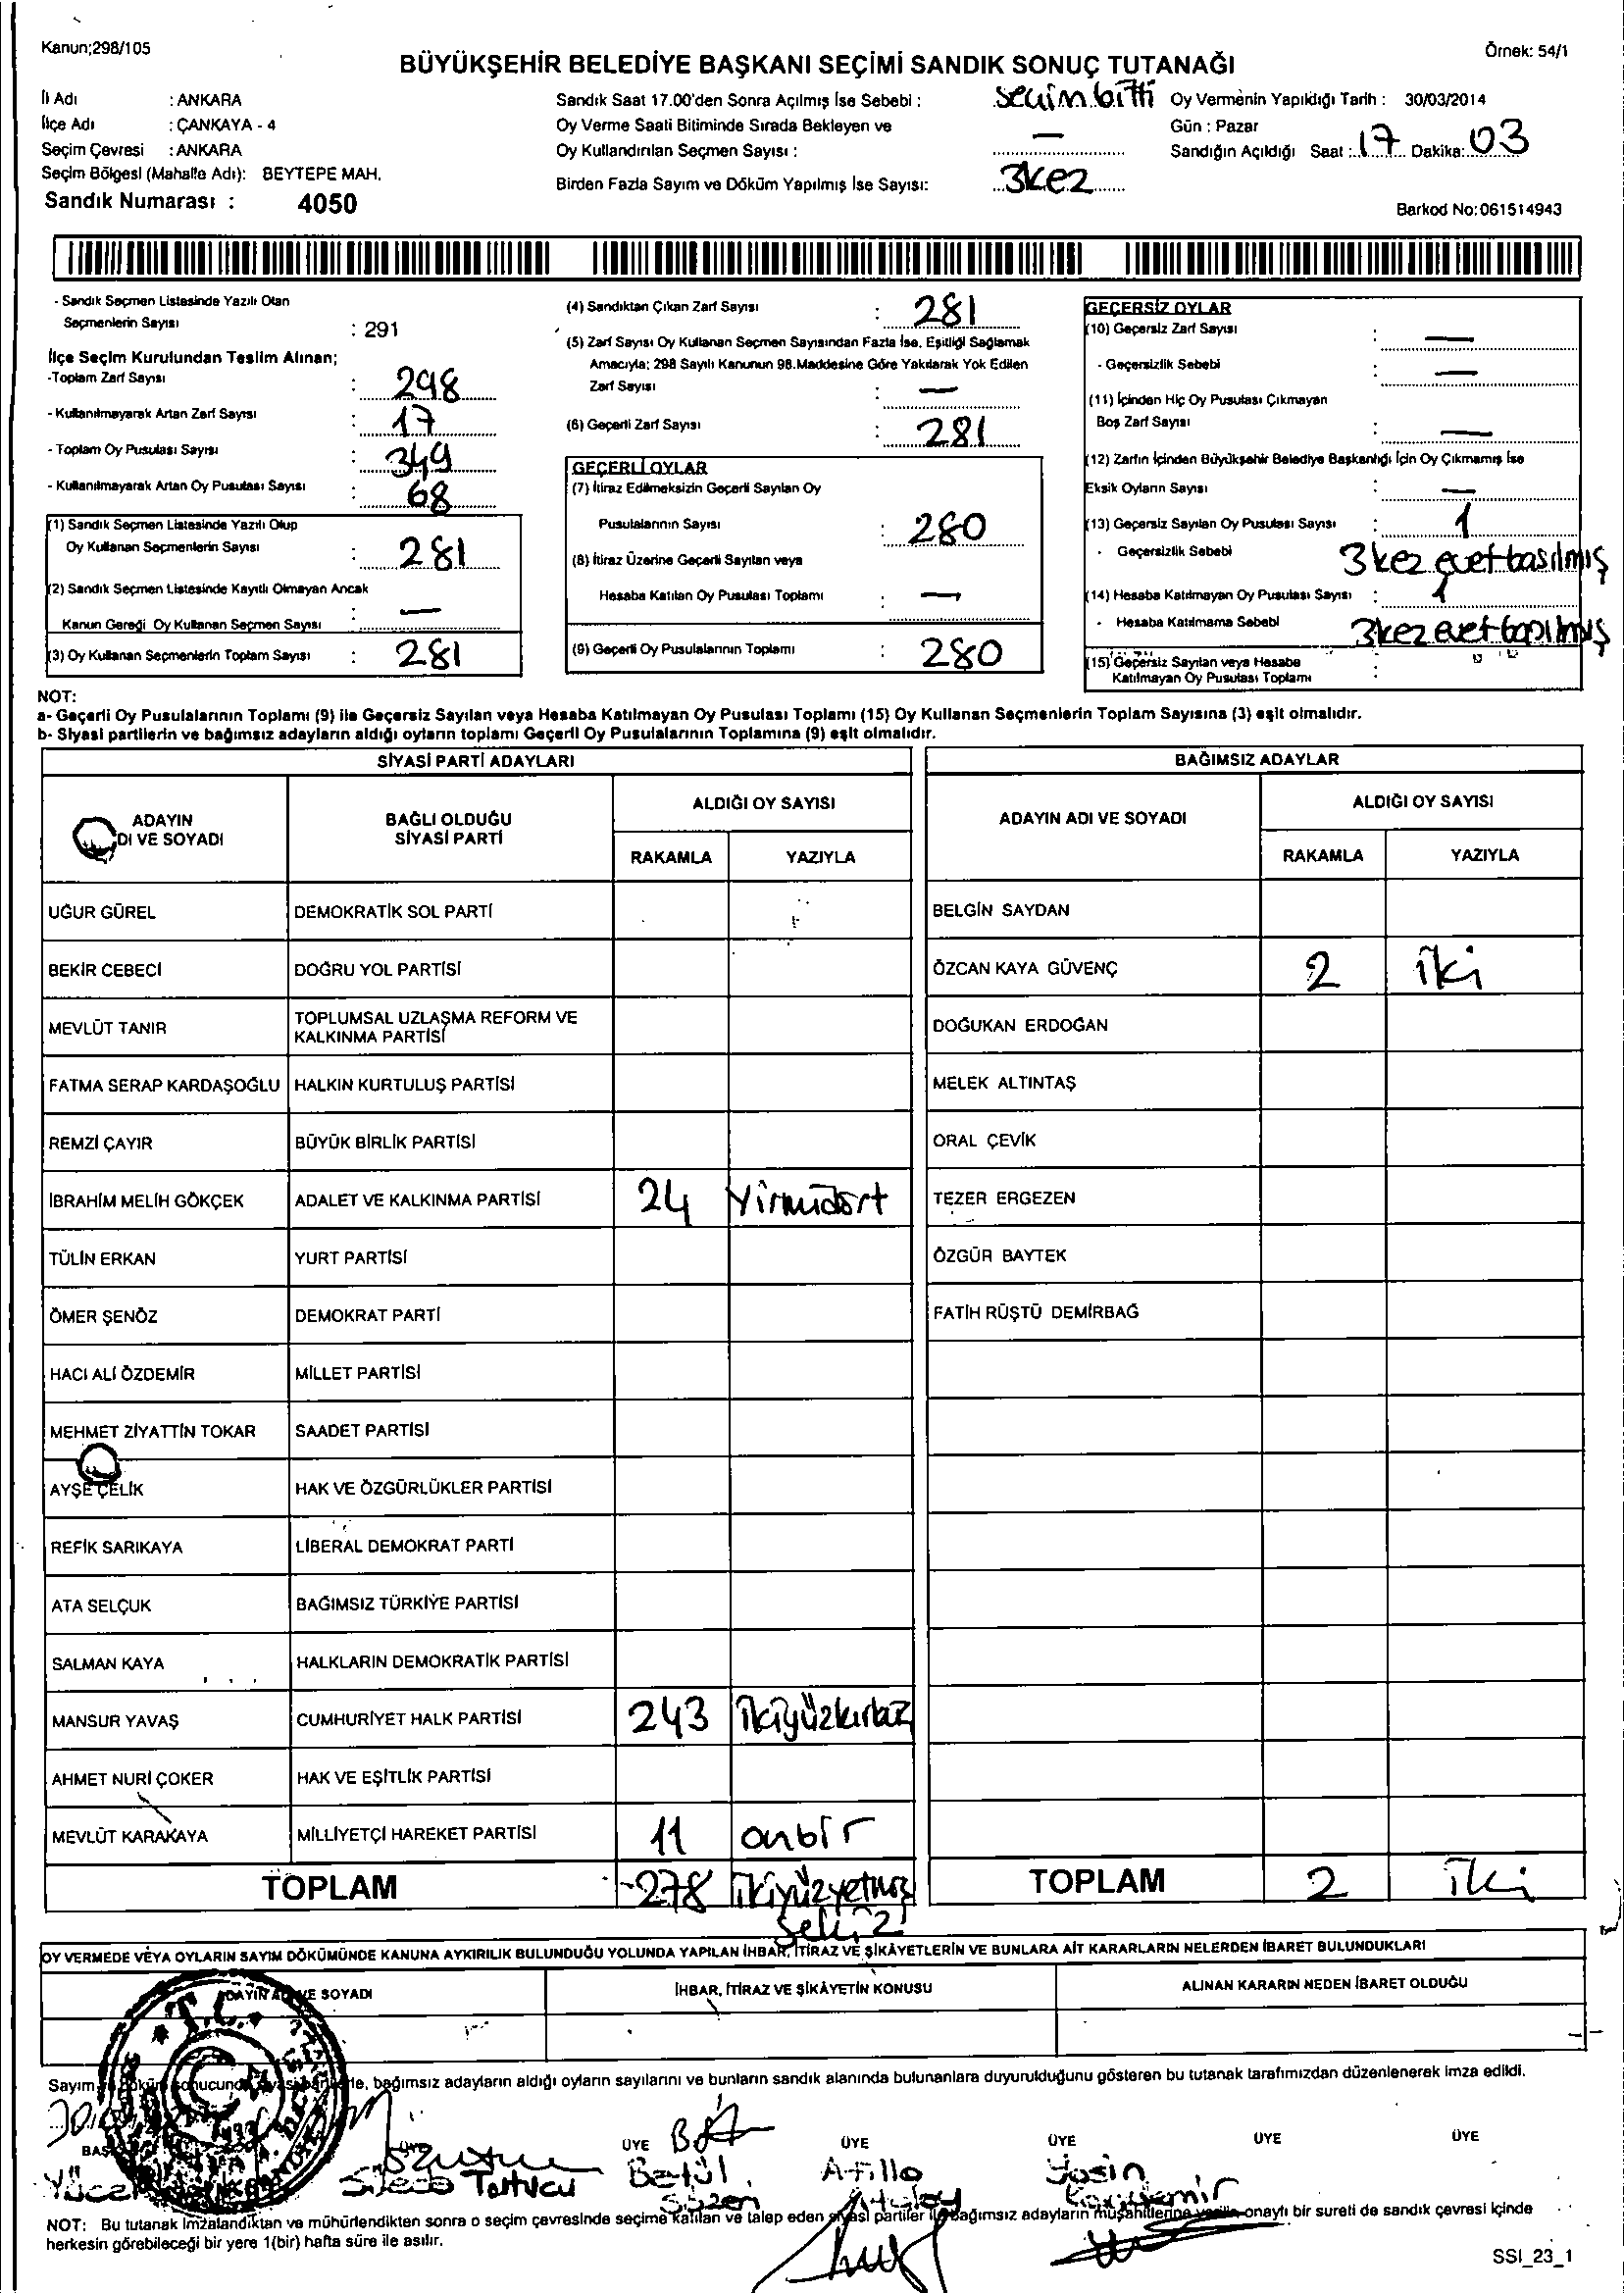 Kanun;298/105
Örnek: 54/1
BÜYÜKŞEHİR BELEDİYE BAŞKANI SEÇİMİ SANDIK SONUÇ TUTANAĞI
İl Adı : ANKARA
İlçe Adı : ÇANKAYA - 4
Seçim Çevresi : ANKARA
Seçim Bölgesi (Mahalle Adı): BEYTEPE MAH.
Sandık Numarası : 4050
Sandık Saat 17.00'den Sonra Açılmış İse Sebebi : seçim bitti
Oy Verme Saati Bitiminde Sırada Bekleyen ve
Oy Kullandırılan Seçmen Sayısı : —
Birden Fazla Sayım ve Döküm Yapılmış İse Sayısı: 3kez
Oy Vermenin Yapıldığı Tarih : 30/03/2014
Gün : Pazar
Sandığın Açıldığı Saat : 17 Dakika: 03
Barkod No:061514943
- Sandık Seçmen Listesinde Yazılı Olan
Seçmenlerin Sayısı : 291
İlçe Seçim Kurulundan Teslim Alınan;
-Toplam Zarf Sayısı : 298
- Kullanılmayarak Artan Zarf Sayısı : 17
- Toplam Oy Pusulası Sayısı : 349
- Kullanılmayarak Artan Oy Pusulası Sayısı : 68
(1) Sandık Seçmen Listesinde Yazılı Olup
Oy Kullanan Seçmenlerin Sayısı : 281
(2) Sandık Seçmen Listesinde Kayıtlı Olmayan Ancak
Kanun Gereği Oy Kullanan Seçmen Sayısı : —
(3) Oy Kullanan Seçmenlerin Toplam Sayısı : 281
(4) Sandıktan Çıkan Zarf Sayısı : 281
(5) Zarf Sayısı Oy Kullanan Seçmen Sayısından Fazla İse, Eşitliği Sağlamak
Amacıyla; 298 Sayılı Kanunun 98.Maddesine Göre Yakılarak Yok Edilen
Zarf Sayısı : —
(6) Geçerli Zarf Sayısı : 281
GEÇERLİ OYLAR
(7) İtiraz Edilmeksizin Geçerli Sayılan Oy
Pusulalarının Sayısı : 280
(8) İtiraz Üzerine Geçerli Sayılan veya
Hesaba Katılan Oy Pusulası Toplamı : —
(9) Geçerli Oy Pusulalarının Toplamı : 280
GEÇERSİZ OYLAR
(10) Geçersiz Zarf Sayısı : —
- Geçersizlik Sebebi : —
(11) İçinden Hiç Oy Pusulası Çıkmayan
Boş Zarf Sayısı : —
(12) Zarfın İçinden Büyükşehir Belediye Başkanlığı İçin Oy Çıkmamış İse
Eksik Oyların Sayısı : —
(13) Geçersiz Sayılan Oy Pusulası Sayısı : 1
- Geçersizlik Sebebi 3 kez evet basılmış
(14) Hesaba Katılmayan Oy Pusulası Sayısı : 1
- Hesaba Katılmama Sebebi 3kez evet basılmış
(15) Geçersiz Sayılan veya Hesaba
Katılmayan Oy Pusulası Toplamı :
NOT:
a- Geçerli Oy Pusulalarının Toplamı (9) ile Geçersiz Sayılan veya Hesaba Katılmayan Oy Pusulası Toplamı (15) Oy Kullanan Seçmenlerin Toplam Sayısına (3) eşit olmalıdır.
b- Siyasi partilerin ve bağımsız adayların aldığı oyların toplamı Geçerli Oy Pusulalarının Toplamına (9) eşit olmalıdır.
SİYASİ PARTİ ADAYLARI
ADAYIN
DI VE SOYADI
BAĞLI OLDUĞU
SİYASİ PARTİ
ALDIĞI OY SAYISI
RAKAMLA YAZIYLA
UĞUR GÜREL DEMOKRATİK SOL PARTİ
BEKİR CEBECİ DOĞRU YOL PARTİSİ
MEVLÜT TANIR TOPLUMSAL UZLAŞMA REFORM VE
KALKINMA PARTİSİ
FATMA SERAP KARDAŞOĞLU HALKIN KURTULUŞ PARTİSİ
REMZİ ÇAYIR BÜYÜK BİRLİK PARTİSİ
İBRAHİM MELİH GÖKÇEK ADALET VE KALKINMA PARTİSİ 24 Yirmidört
TÜLİN ERKAN YURT PARTİSİ
ÖMER ŞENÖZ DEMOKRAT PARTİ
HACI ALİ ÖZDEMİR MİLLET PARTİSİ
MEHMET ZİYATTİN TOKAR SAADET PARTİSİ
AYŞE ÇELİK HAK VE ÖZGÜRLÜKLER PARTİSİ
REFİK SARIKAYA LİBERAL DEMOKRAT PARTİ
ATA SELÇUK BAĞIMSIZ TÜRKİYE PARTİSİ
SALMAN KAYA HALKLARIN DEMOKRATİK PARTİSİ
MANSUR YAVAŞ CUMHURİYET HALK PARTİSİ 243
AHMET NURİ ÇOKER HAK VE EŞİTLİK PARTİSİ
MEVLÜT KARAKAYA MİLLİYETÇİ HAREKET PARTİSİ 11 onbir
TOPLAM 278 ikiyüzyetmiş
sekiz
BAĞIMSIZ ADAYLAR
ADAYIN ADI VE SOYADI
ALDIĞI OY SAYISI
RAKAMLA YAZIYLA
BELGİN SAYDAN
ÖZCAN KAYA GÜVENÇ 2 iki
DOĞUKAN ERDOĞAN
MELEK ALTINTAŞ
ORAL ÇEVİK
TEZER ERGEZEN
ÖZGÜR BAYTEK
FATİH RÜŞTÜ DEMİRBAĞ
TOPLAM 2 iki
OY VERMEDE VEYA OYLARIN SAYIM DÖKÜMÜNDE KANUNA AYKIRILIK BULUNDUĞU YOLUNDA YAPILAN İHBAR, İTİRAZ VE ŞİKÂYETLERİN VE BUNLARA AİT KARARLARIN NELERDEN İBARET BULUNDUKLARI
VE SOYADI
İHBAR, İTİRAZ VE ŞİKÂYETİN KONUSU
ALINAN KARARIN NEDEN İBARET OLDUĞU
T.C.
Sayım bağımsız adayların aldığı oyların sayılarını ve bunların sandık alanında bulunanlara duyurulduğunu gösteren bu tutanak tarafımızdan düzenlenerek imza edildi.
ÜYE ÜYE ÜYE ÜYE ÜYE
Yücel Tortucu Betül Atilla Yasin
Sözen
NOT: Bu tutanak imzalandıktan ve mühürlendikten sonra o seçim çevresinde seçime katılan ve talep eden siyasi partiler ile bağımsız adayların müşahitlerine onaylı bir sureti de sandık çevresi içinde
herkesin görebileceği bir yere 1(bir) hafta süre ile asılır.
SSI_23_1